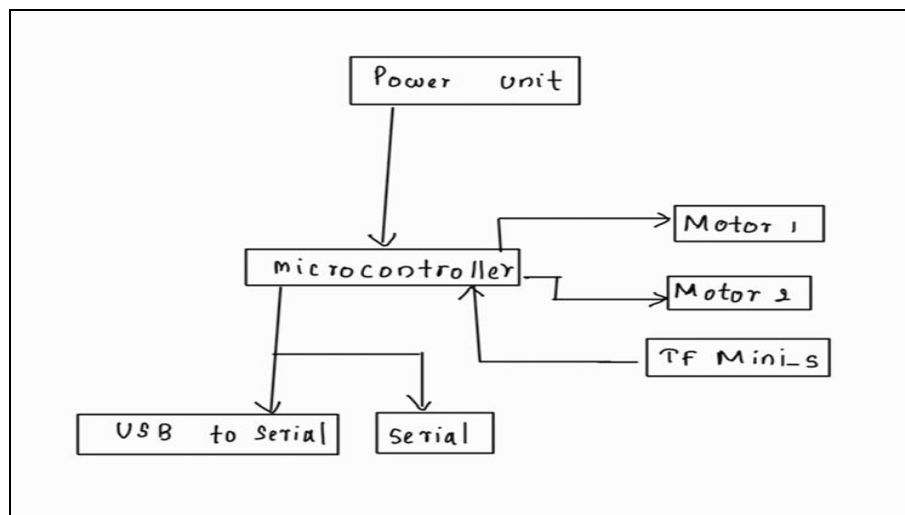 Power unit
Motor 1
microcontroller
Motor 2
TF Mini_s
USB to Serial
Serial